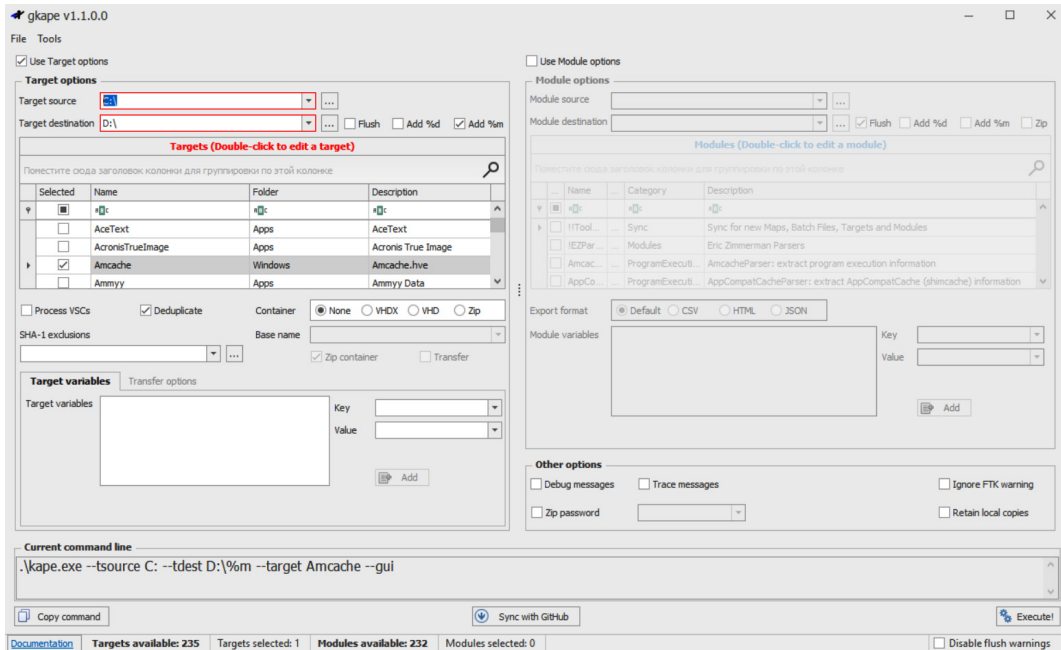 gkape v1.1.0.0
File Tools
Use Target options
Target options
Target source C:\ ...
Target destination D:\ ... Flush Add %d Add %m
Targets (Double-click to edit a target)
Поместите сюда заголовок колонки для группировки по этой колонке
Selected Name Folder Description
AceText Apps AceText
AcronisTrueImage Apps Acronis True Image
Amcache Windows Amcache.hve
Ammyy Apps Ammyy Data
Process VSCs Deduplicate Container None VHDX VHD Zip
SHA-1 exclusions Base name
... Zip container Transfer
Target variables Transfer options
Target variables Key
Value
Add
Use Module options
Module options
Module source ...
Module destination ... Flush Add %d Add %m Zip
Modules (Double-click to edit a module)
Поместите сюда заголовок колонки для группировки по этой колонке
... Name ... Category Description
!!Tool... ... Sync Sync for new Maps, Batch Files, Targets and Modules
!EZPar... ... Modules Eric Zimmerman Parsers
Amcac... ... ProgramExecuti... AmcacheParser: extract program execution information
AppCo... ... ProgramExecuti... AppCompatCacheParser: extract AppCompatCache (shimcache) information
Export format Default CSV HTML JSON
Module variables Key
Value
Add
Other options
Debug messages Trace messages Ignore FTK warning
Zip password Retain local copies
Current command line
.\kape.exe --tsource C: --tdest D:\%m --target Amcache --gui
Copy command Sync with GitHub Execute!
Documentation Targets available: 235 Targets selected: 1 Modules available: 232 Modules selected: 0 Disable flush warnings